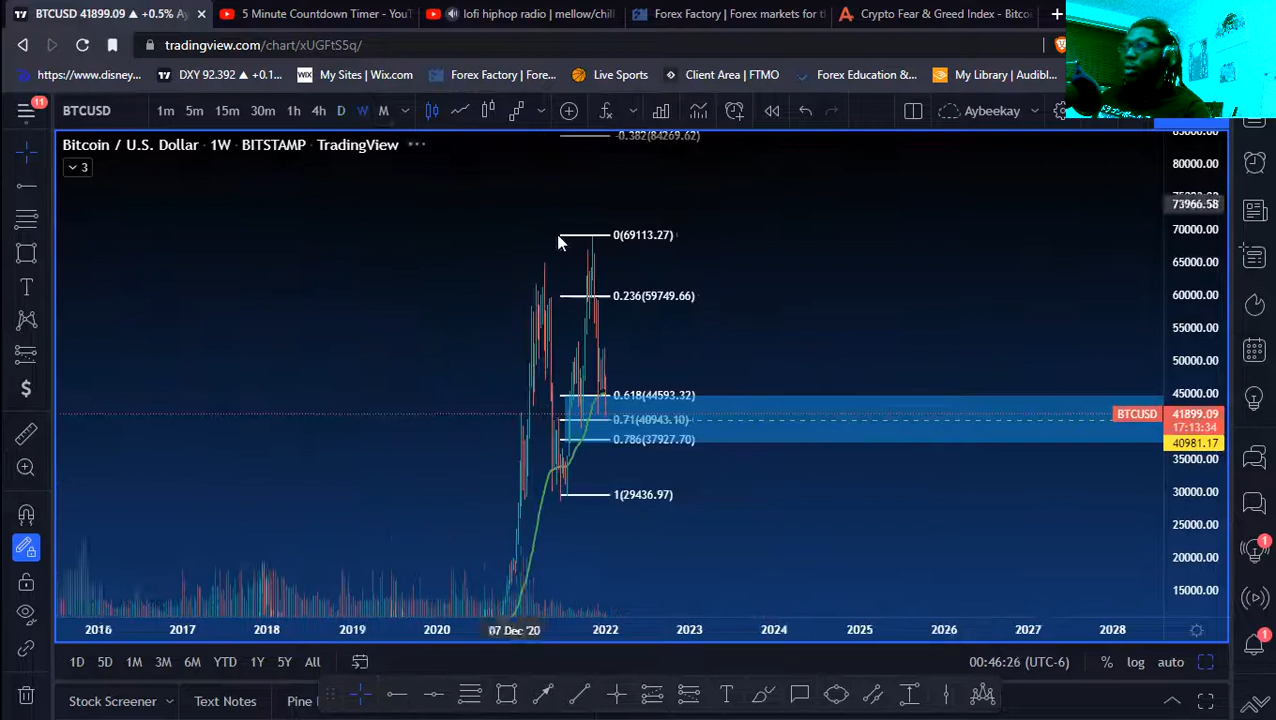 BTCUSD 41899.09 ▲ +0.5% Ay
5 Minute Countdown Timer - YouT
lofi hiphop radio | mellow/chill
Forex Factory | Forex markets for t
Crypto Fear & Greed Index - Bitcoi
tradingview.com/chart/xUGFtS5q/
https://www.disney...
DXY 92.392 ▲ +0.1...
My Sites | Wix.com
Forex Factory | Fore...
Live Sports
Client Area | FTMO
Forex Education &...
My Library | Audibl...
11
BTCUSD
1m 5m 15m 30m 1h 4h D W M
Aybeekay
Bitcoin / U.S. Dollar · 1W · BITSTAMP · TradingView
3
-0.382(84269.62)
0(69113.27)
0.236(59749.66)
0.618(44593.32)
0.71(40943.10)
0.786(37927.70)
1(29436.97)
85000.00
80000.00
73966.58
70000.00
65000.00
60000.00
55000.00
50000.00
45000.00
BTCUSD 41899.09
17:13:34
40981.17
35000.00
30000.00
25000.00
20000.00
15000.00
2016 2017 2018 2019 2020 07 Dec '20 2022 2023 2024 2025 2026 2027 2028
1D 5D 1M 3M 6M YTD 1Y 5Y All
00:46:26 (UTC-6) % log auto
Stock Screener Text Notes Pine
1
1